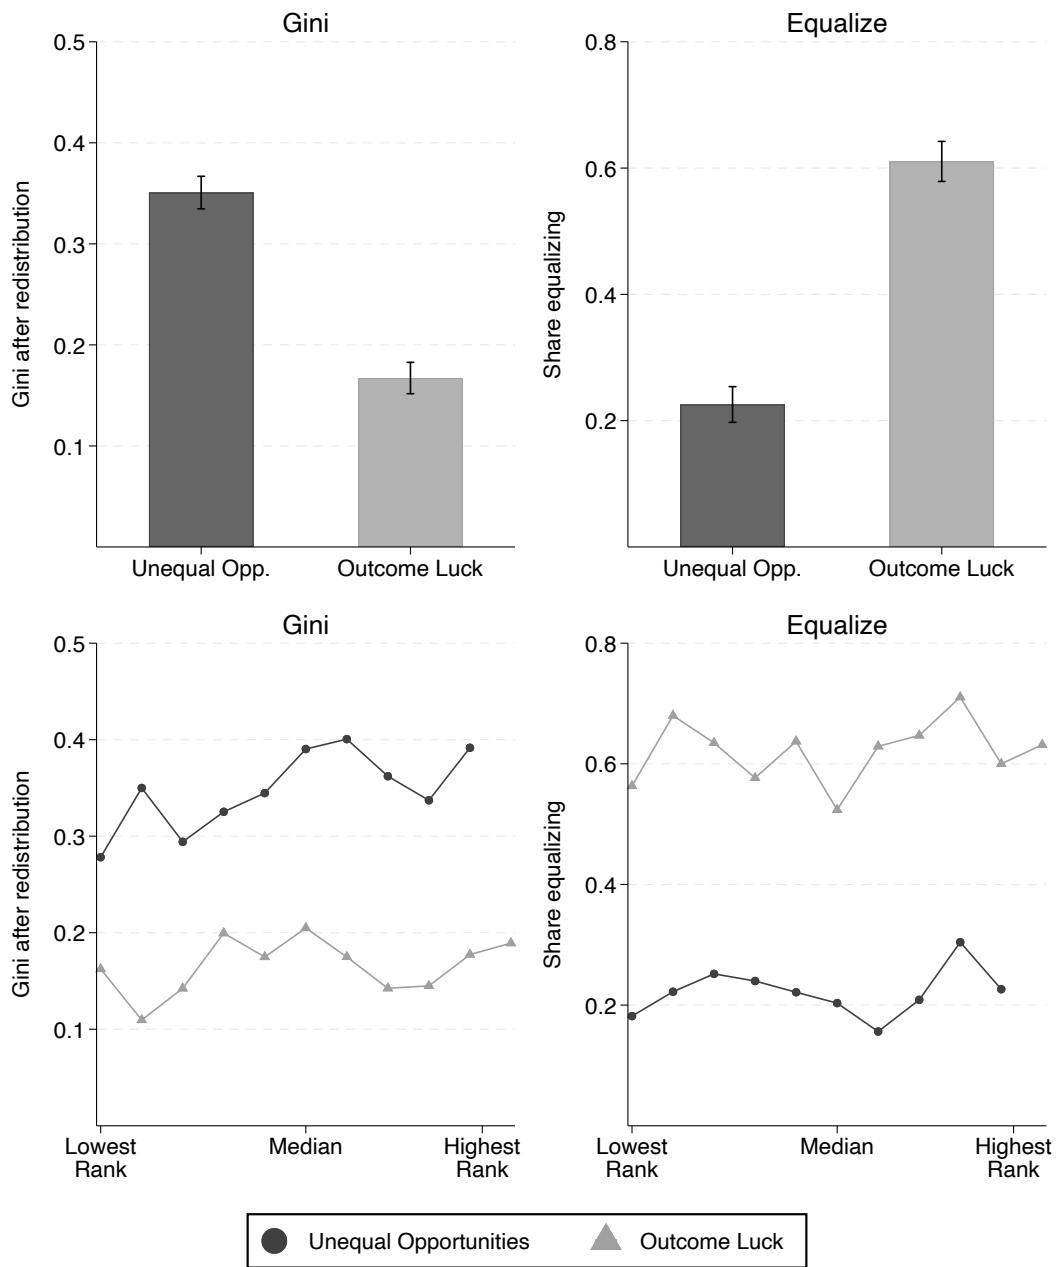 Gini
0.5
0.4
0.3
0.2
0.1
Gini after redistribution
Unequal Opp.
Outcome Luck
Equalize
0.8
0.6
0.4
0.2
Share equalizing
Unequal Opp.
Outcome Luck
Gini
0.5
0.4
0.3
0.2
0.1
Gini after redistribution
Lowest
Rank
Median
Highest
Rank
Equalize
0.8
0.6
0.4
0.2
Share equalizing
Lowest
Rank
Median
Highest
Rank
Unequal Opportunities
Outcome Luck